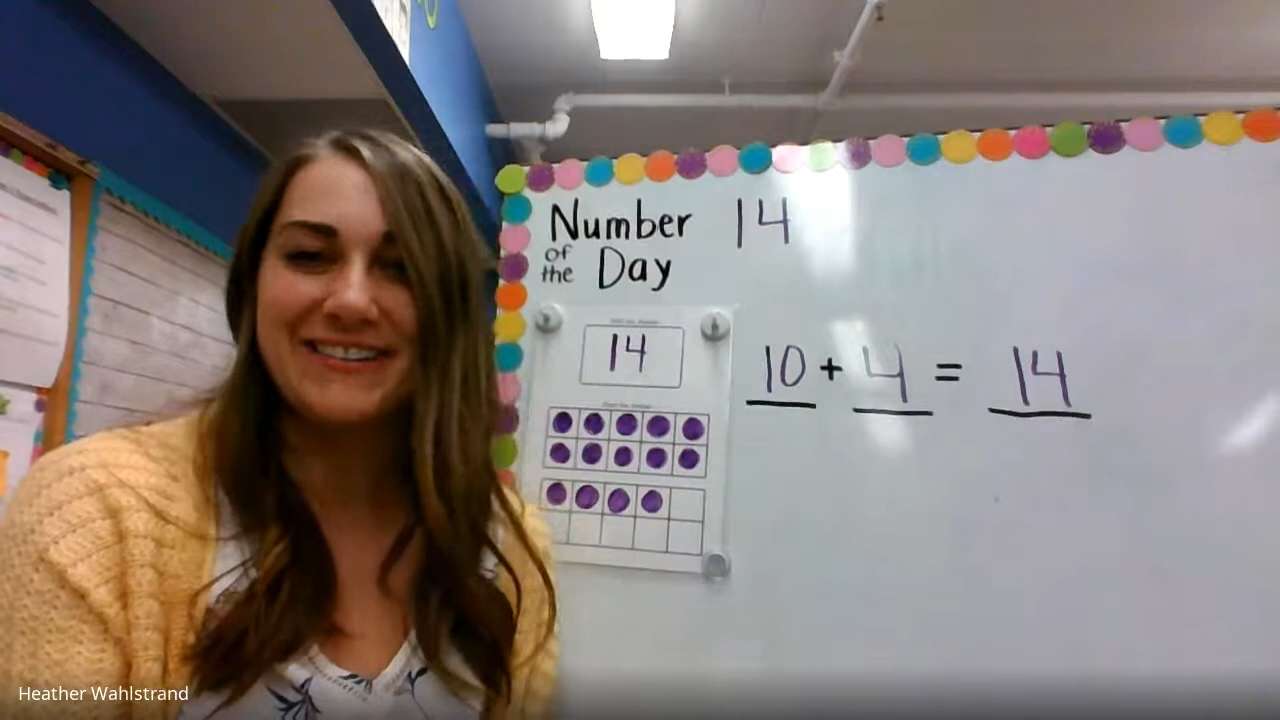 Number 14
of
the Day
14
10 + 4 = 14
Heather Wahlstrand